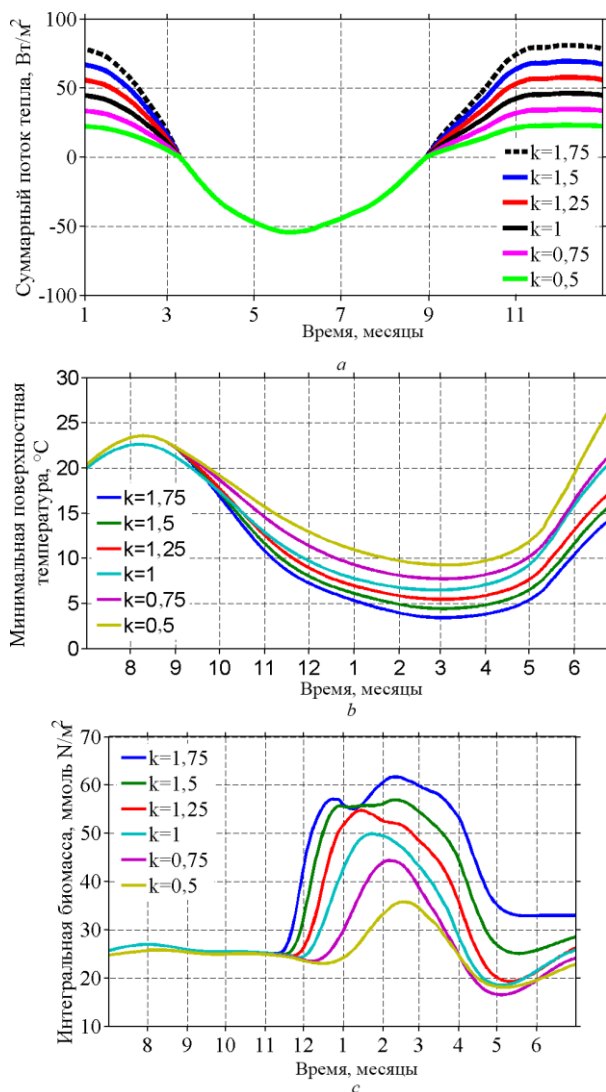 100
50
0
-50
-100
Суммарный поток тепла, Вт/м²
k=1,75
k=1,5
k=1,25
k=1
k=0,75
k=0,5
1 3 5 7 9 11
Время, месяцы
a
30
25
20
15
10
5
0
Минимальная поверхностная
температура, °C
k=1,75
k=1,5
k=1,25
k=1
k=0,75
k=0,5
8 9 10 11 12 1 2 3 4 5 6
Время, месяцы
b
70
60
50
40
30
20
10
Интегральная биомасса, ммоль N/м²
k=1,75
k=1,5
k=1,25
k=1
k=0,75
k=0,5
8 9 10 11 12 1 2 3 4 5 6
Время, месяцы
c